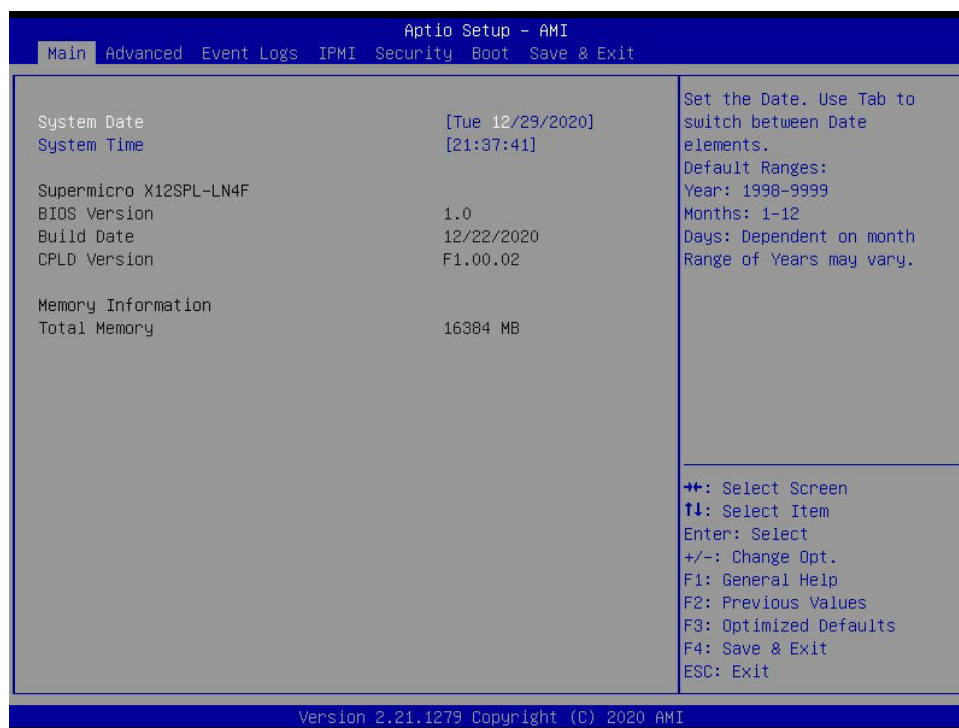 Aptio Setup – AMI
Main Advanced Event Logs IPMI Security Boot Save & Exit
System Date [Tue 12/29/2020]
System Time [21:37:41]
Supermicro X12SPL-LN4F
BIOS Version 1.0
Build Date 12/22/2020
CPLD Version F1.00.02
Memory Information
Total Memory 16384 MB
Set the Date. Use Tab to
switch between Date
elements.
Default Ranges:
Year: 1998-9999
Months: 1-12
Days: Dependent on month
Range of Years may vary.
→←: Select Screen
↑↓: Select Item
Enter: Select
+/-: Change Opt.
F1: General Help
F2: Previous Values
F3: Optimized Defaults
F4: Save & Exit
ESC: Exit
Version 2.21.1279 Copyright (C) 2020 AMI